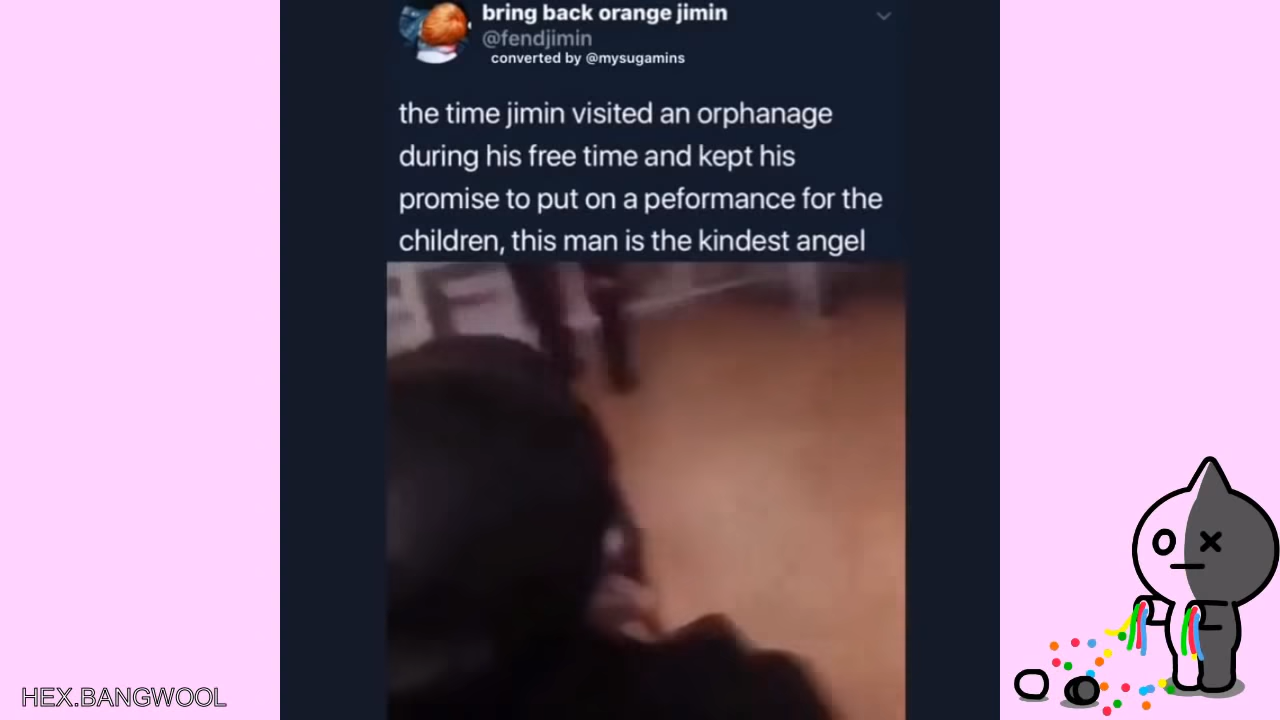 bring back orange jimin
@fendjimin
converted by @mysugamins
the time jimin visited an orphanage
during his free time and kept his
promise to put on a peformance for the
children, this man is the kindest angel
HEX.BANGWOOL